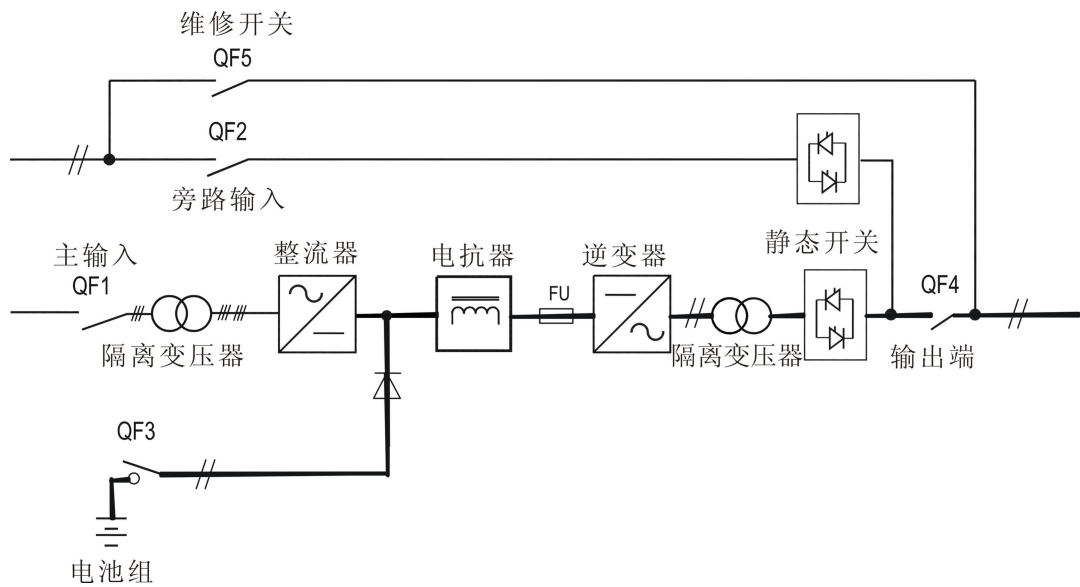 维修开关
QF5
QF2
旁路输入
静态开关
主输入
QF1
整流器
电抗器
FU
逆变器
QF4
隔离变压器
隔离变压器
输出端
QF3
电池组